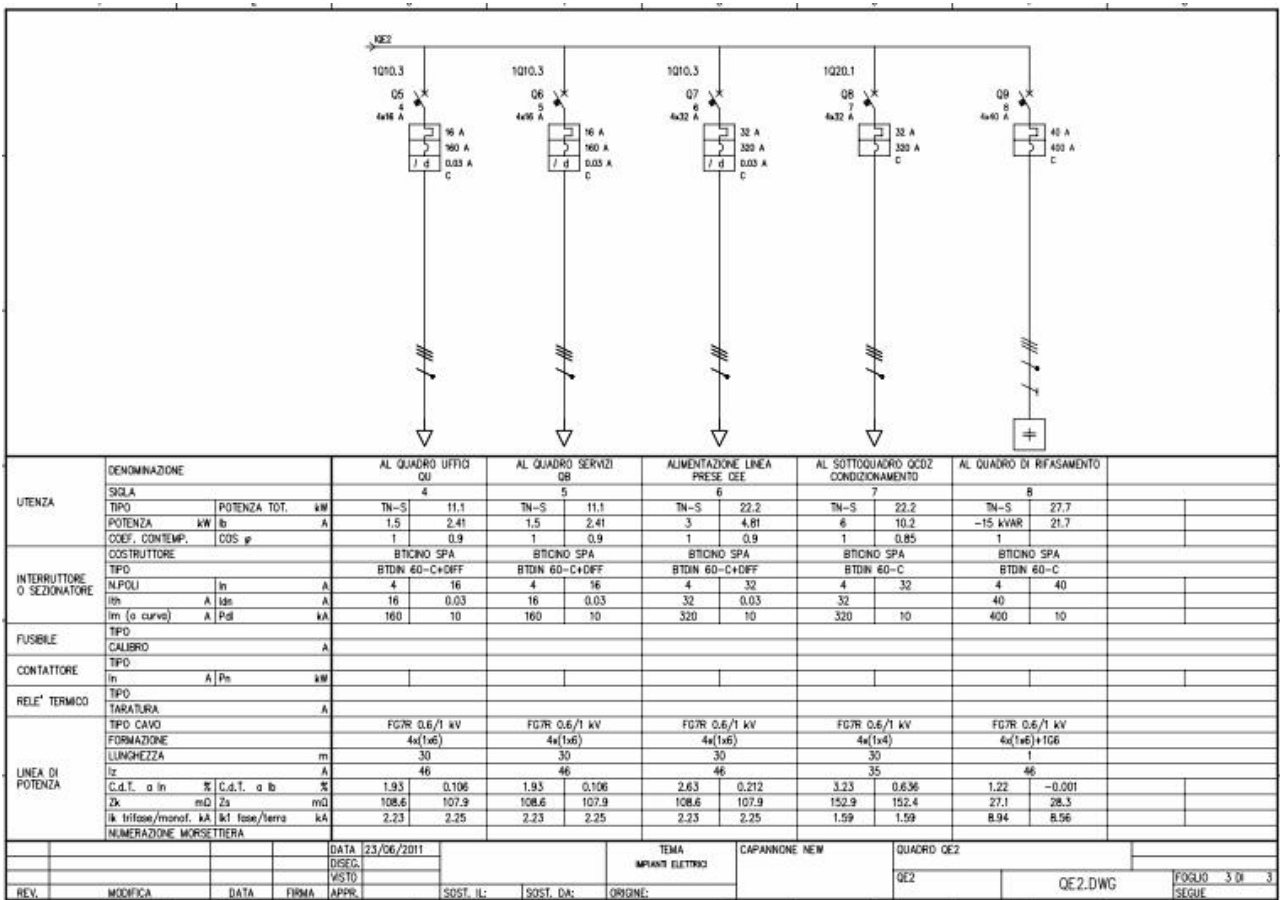 QE2
1Q10.3 1Q10.3 1Q10.3 1Q20.1
Q5 Q6 Q7 Q8 Q9
4 5 6 7 8
4x16 A 4x16 A 4x32 A 4x32 A 4x40 A
16 A 16 A 32 A 32 A 40 A
160 A 160 A 320 A 320 A 400 A
/ d 0.03 A / d 0.03 A / d 0.03 A C C
C C C
UTENZA
DENOMINAZIONE AL QUADRO UFFICI QU AL QUADRO SERVIZI QB ALIMENTAZIONE LINEA PRESE CEE AL SOTTOQUADRO QCDZ CONDIZIONAMENTO AL QUADRO DI RIFASAMENTO
SIGLA 4 5 6 7 8
TIPO POTENZA TOT. kW TN-S 11.1 TN-S 11.1 TN-S 22.2 TN-S 22.2 TN-S 27.7
POTENZA kW Ib A 1.5 2.41 1.5 2.41 3 4.81 6 10.2 -15 kVAR 21.7
COEF. CONTEMP. COS φ 1 0.9 1 0.9 1 0.9 1 0.85 1
INTERRUTTORE O SEZIONATORE
COSTRUTTORE BTICINO SPA BTICINO SPA BTICINO SPA BTICINO SPA BTICINO SPA
TIPO BTDIN 60-C+DIFF BTDIN 60-C+DIFF BTDIN 60-C+DIFF BTDIN 60-C BTDIN 60-C
N.POLI In A 4 16 4 16 4 32 4 32 4 40
Ith A Idn A 16 0.03 16 0.03 32 0.03 32 40
Im (o curva) A PdI kA 160 10 160 10 320 10 320 10 400 10
FUSIBILE
TIPO
CALIBRO A
CONTATTORE
TIPO
In A Pn kW
RELE' TERMICO
TIPO
TARATURA A
LINEA DI POTENZA
TIPO CAVO FG7R 0.6/1 kV FG7R 0.6/1 kV FG7R 0.6/1 kV FG7R 0.6/1 kV FG7R 0.6/1 kV
FORMAZIONE 4x(1x6) 4x(1x6) 4x(1x6) 4x(1x4) 4x(1x6)+1G6
LUNGHEZZA m 30 30 30 30 1
Iz A 46 46 46 35 46
C.d.T. a In % C.d.T. a Ib % 1.93 0.106 1.93 0.106 2.63 0.212 3.23 0.636 1.22 -0.001
Zk mΩ Zs mΩ 108.6 107.9 108.6 107.9 108.6 107.9 152.9 152.4 27.1 28.3
Ik trifase/monof. kA Ik1 fase/terra kA 2.23 2.25 2.23 2.25 2.23 2.25 1.59 1.59 8.94 8.56
NUMERAZIONE MORSETTIERA
DATA 23/06/2011 TEMA CAPANNONE NEW QUADRO QE2
DISEG. IMPIANTI ELETTRICI
VISTO QE2 QE2.DWG FOGLIO 3 DI 3
REV. MODIFICA DATA FIRMA APPR. SOST. IL: SOST. DA: ORIGINE: SEGUE